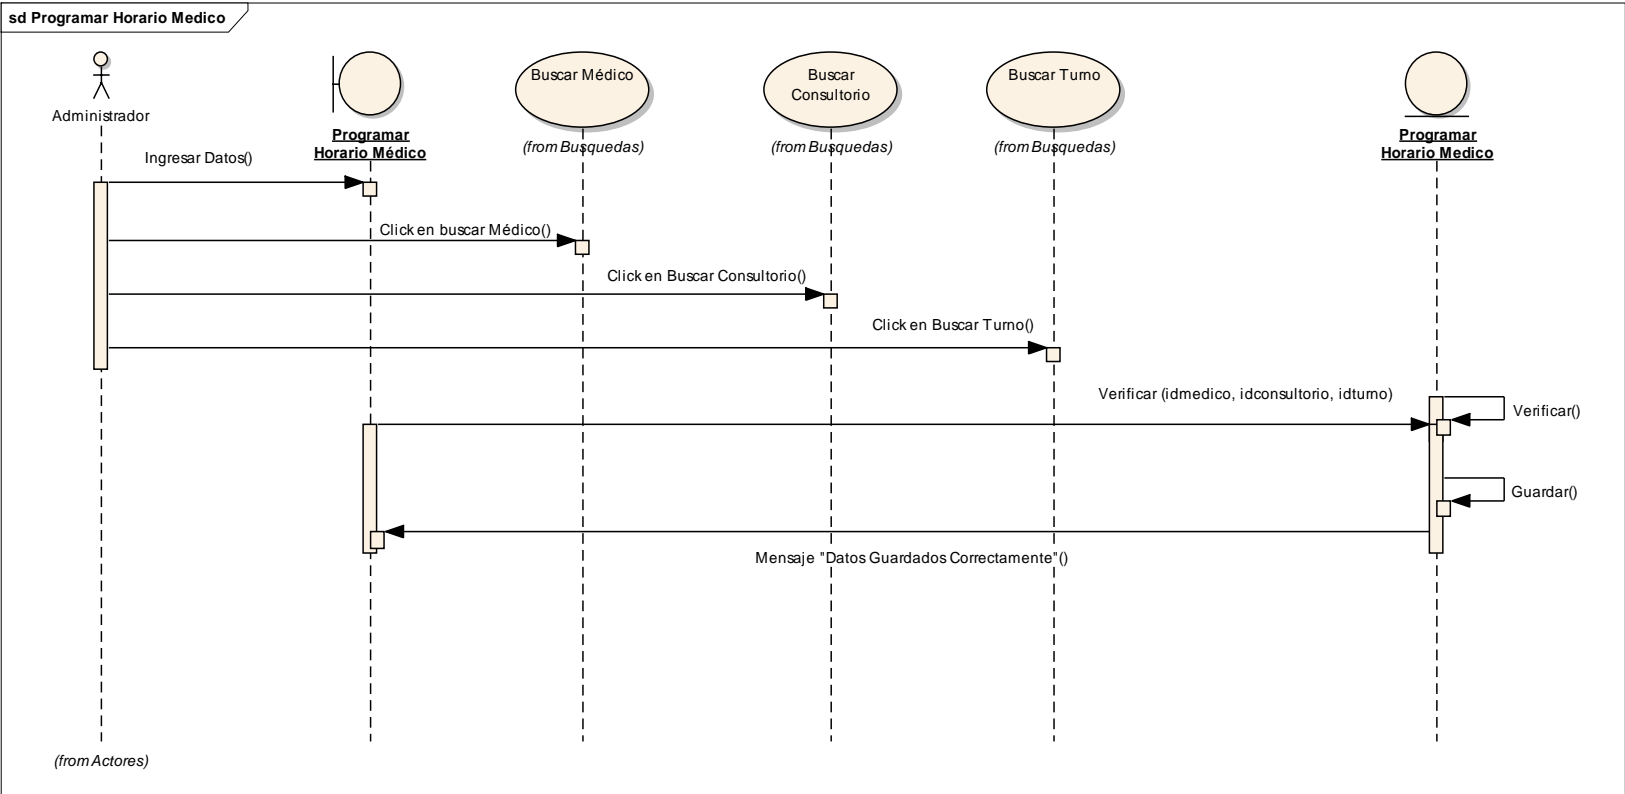 sd Programar Horario Medico
Administrador
Programar
Horario Médico
Buscar Médico
(from Busquedas)
Buscar
Consultorio
(from Busquedas)
Buscar Turno
(from Busquedas)
Programar
Horario Medico
Ingresar Datos()
Click en buscar Médico()
Click en Buscar Consultorio()
Click en Buscar Turno()
Verificar (idmedico, idconsultorio, idturno)
Verificar()
Guardar()
Mensaje "Datos Guardados Correctamente"()
(from Actores)